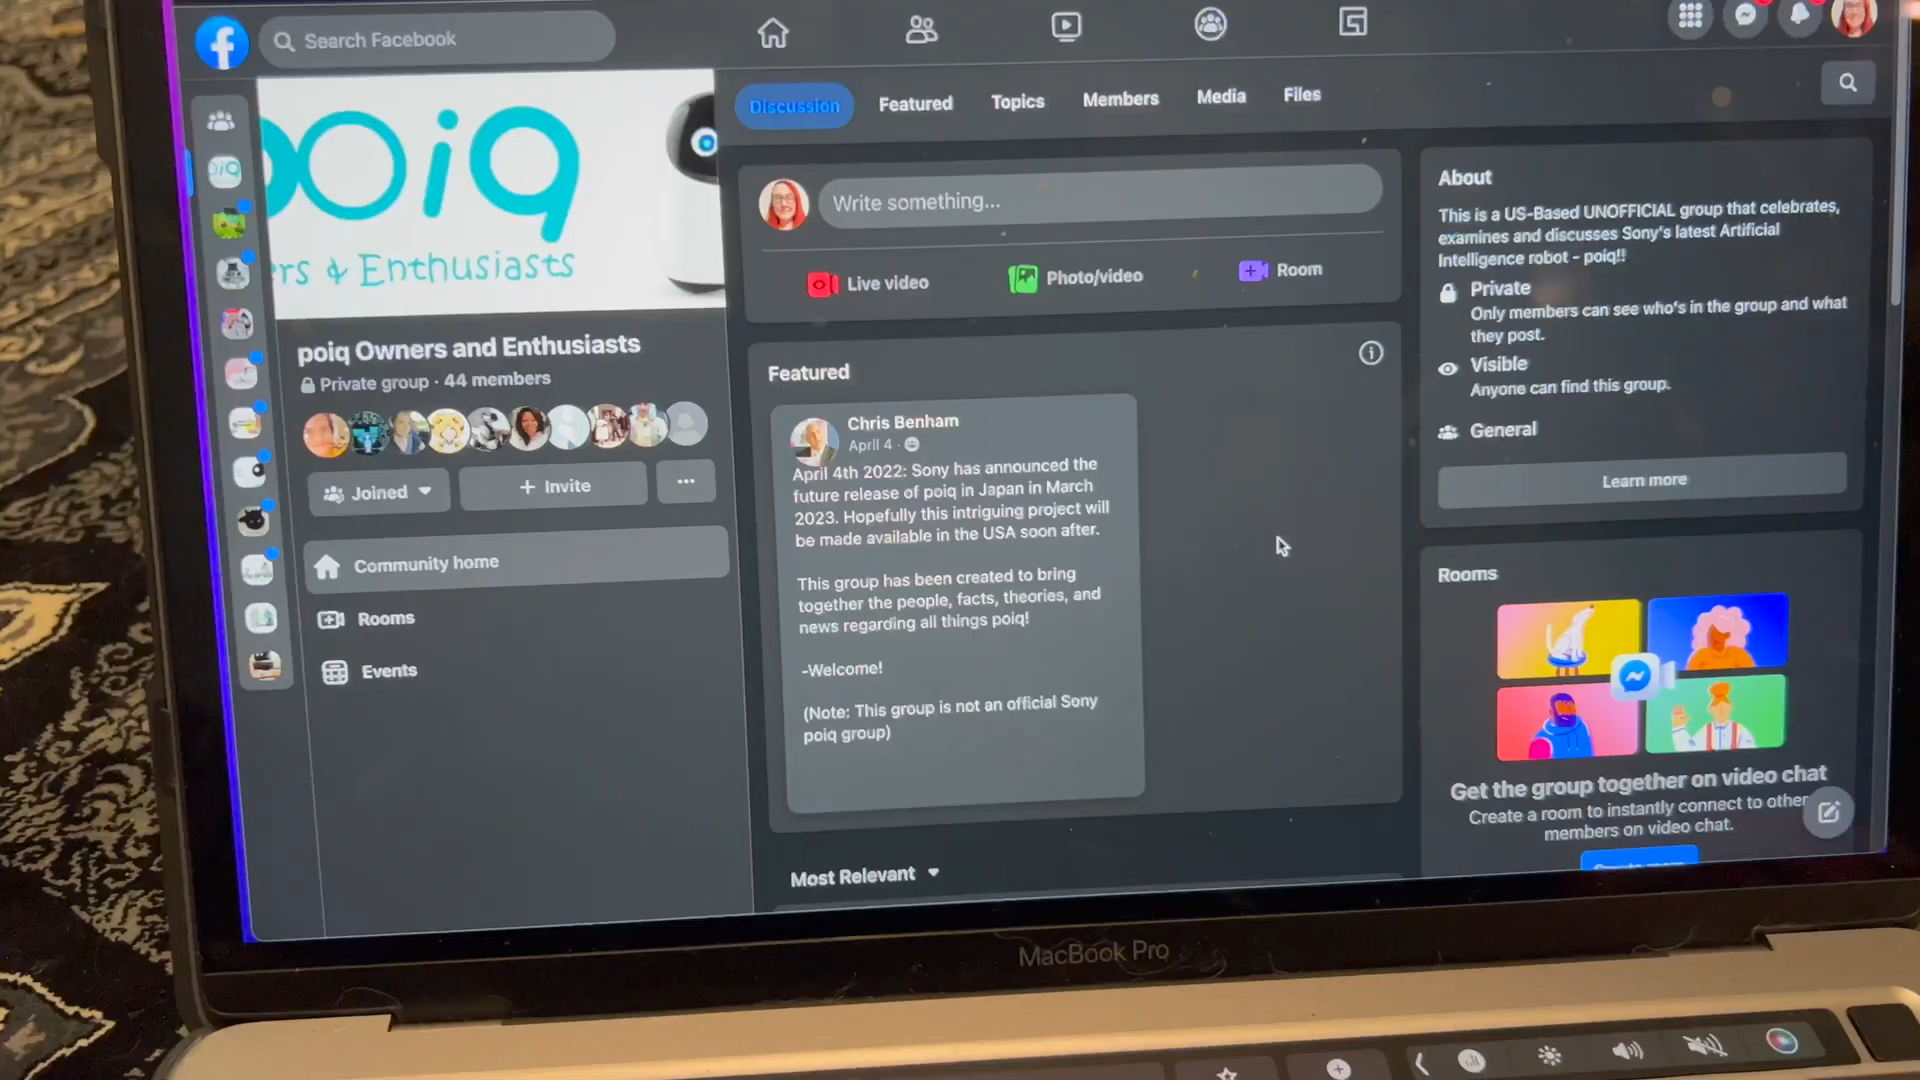 Search Facebook
poiq
ers & Enthusiasts
poiq
poiq Owners and Enthusiasts
Private group · 44 members
Joined
+ Invite
Community home
Rooms
Events
Discussion
Featured
Topics
Members
Media
Files
Write something...
Live video
Photo/video
Room
Featured
Chris Benham
April 4 ·
April 4th 2022: Sony has announced the
future release of poiq in Japan in March
2023. Hopefully this intriguing project will
be made available in the USA soon after.
This group has been created to bring
together the people, facts, theories, and
news regarding all things poiq!
-Welcome!
(Note: This group is not an official Sony
poiq group)
Most Relevant
About
This is a US-Based UNOFFICIAL group that celebrates,
examines and discusses Sony's latest Artificial
Intelligence robot - poiq!!
Private
Only members can see who's in the group and what
they post.
Visible
Anyone can find this group.
General
Learn more
Rooms
Get the group together on video chat
Create a room to instantly connect to other
members on video chat.
MacBook Pro